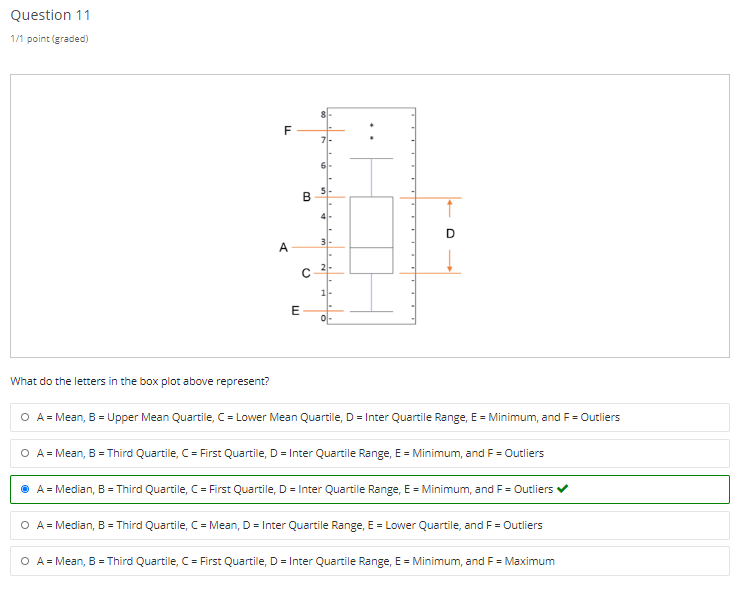 Question 11
1/1 point (graded)
8
F
7
6
5
B
4
D
3
A
2
C
1
E
0
What do the letters in the box plot above represent?
A = Mean, B = Upper Mean Quartile, C = Lower Mean Quartile, D = Inter Quartile Range, E = Minimum, and F = Outliers
A = Mean, B = Third Quartile, C = First Quartile, D = Inter Quartile Range, E = Minimum, and F = Outliers
A = Median, B = Third Quartile, C = First Quartile, D = Inter Quartile Range, E = Minimum, and F = Outliers
A = Median, B = Third Quartile, C = Mean, D = Inter Quartile Range, E = Lower Quartile, and F = Outliers
A = Mean, B = Third Quartile, C = First Quartile, D = Inter Quartile Range, E = Minimum, and F = Maximum